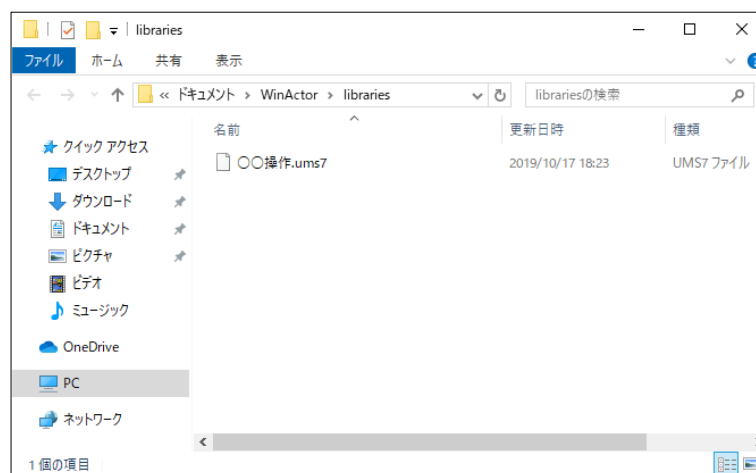 libraries
ファイル ホーム 共有 表示
« ドキュメント › WinActor › libraries librariesの検索
名前 更新日時 種類
クイック アクセス
〇〇操作.ums7 2019/10/17 18:23 UMS7 ファイル
デスクトップ
ダウンロード
ドキュメント
ピクチャ
ビデオ
ミュージック
OneDrive
PC
ネットワーク
1 個の項目